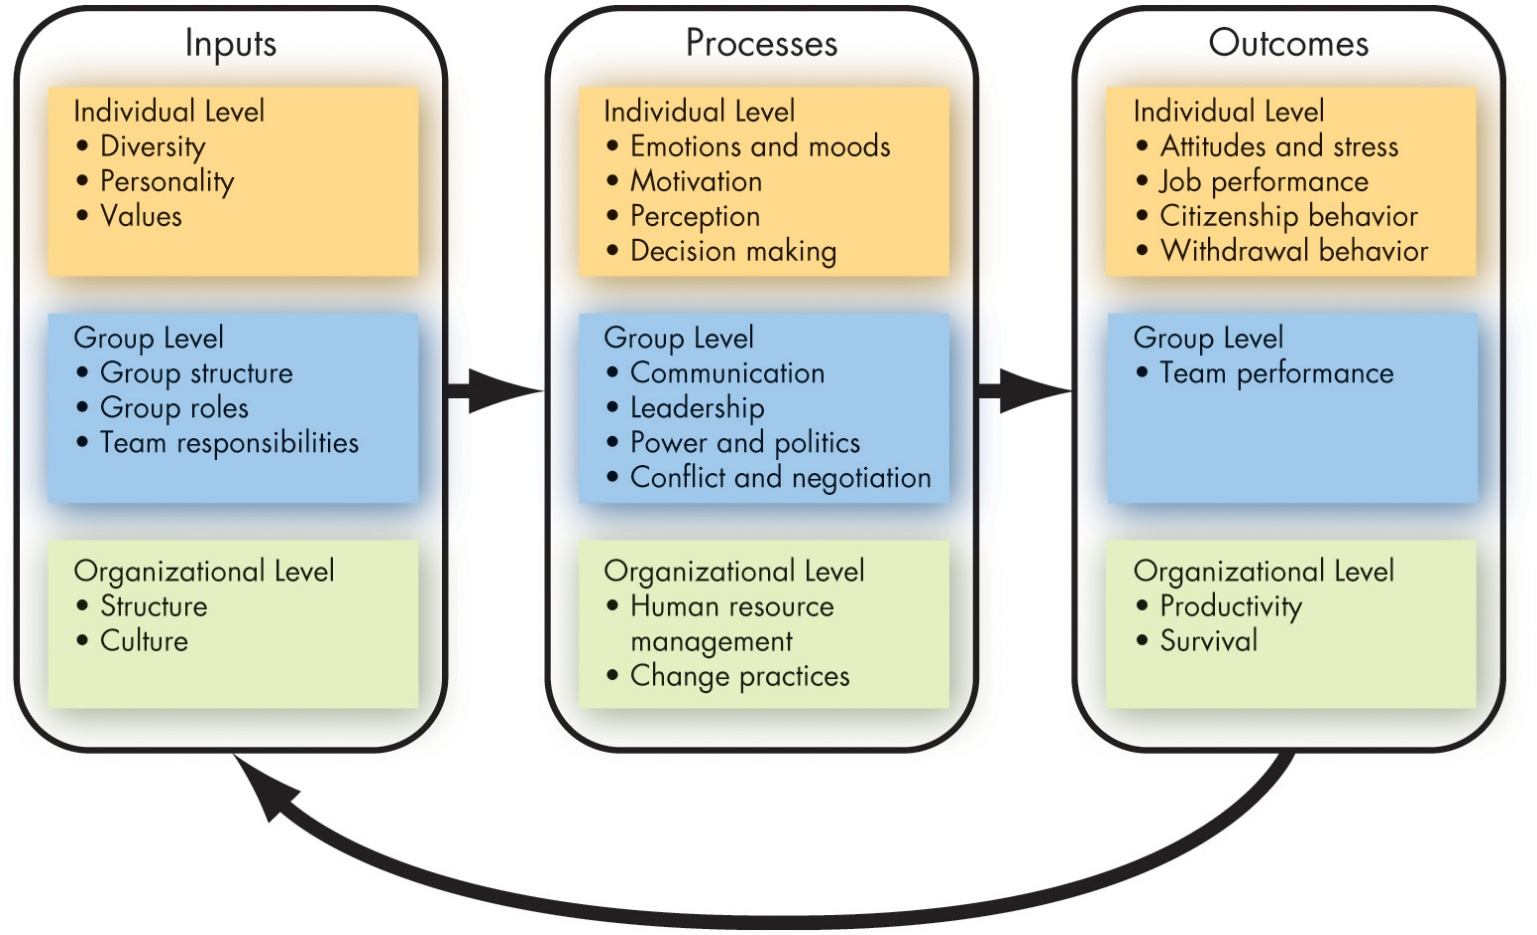 Inputs
Individual Level
• Diversity
• Personality
• Values
Group Level
• Group structure
• Group roles
• Team responsibilities
Organizational Level
• Structure
• Culture
Processes
Individual Level
• Emotions and moods
• Motivation
• Perception
• Decision making
Group Level
• Communication
• Leadership
• Power and politics
• Conflict and negotiation
Organizational Level
• Human resource
management
• Change practices
Outcomes
Individual Level
• Attitudes and stress
• Job performance
• Citizenship behavior
• Withdrawal behavior
Group Level
• Team performance
Organizational Level
• Productivity
• Survival